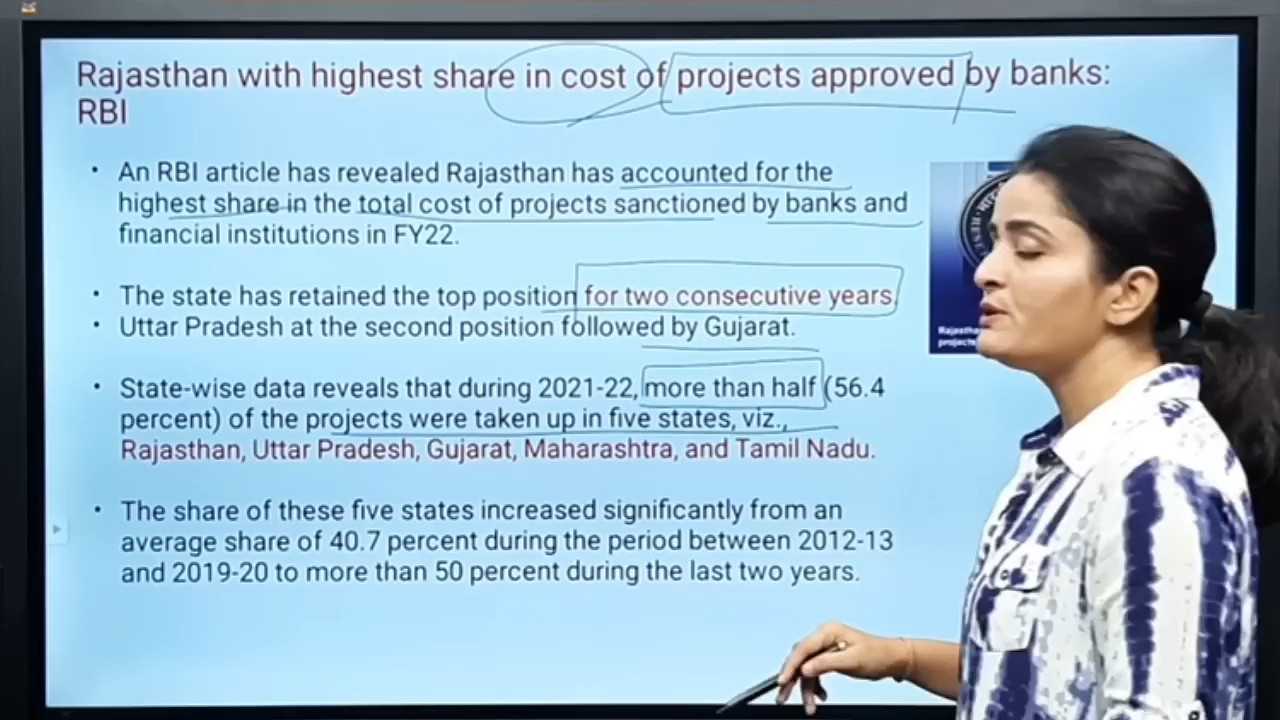 Rajasthan with highest share in cost of projects approved by banks:
RBI
• An RBI article has revealed Rajasthan has accounted for the
highest share in the total cost of projects sanctioned by banks and
financial institutions in FY22.
• The state has retained the top position for two consecutive years.
• Uttar Pradesh at the second position followed by Gujarat.
• State-wise data reveals that during 2021-22, more than half (56.4
percent) of the projects were taken up in five states, viz.,
Rajasthan, Uttar Pradesh, Gujarat, Maharashtra, and Tamil Nadu.
• The share of these five states increased significantly from an
average share of 40.7 percent during the period between 2012-13
and 2019-20 to more than 50 percent during the last two years.